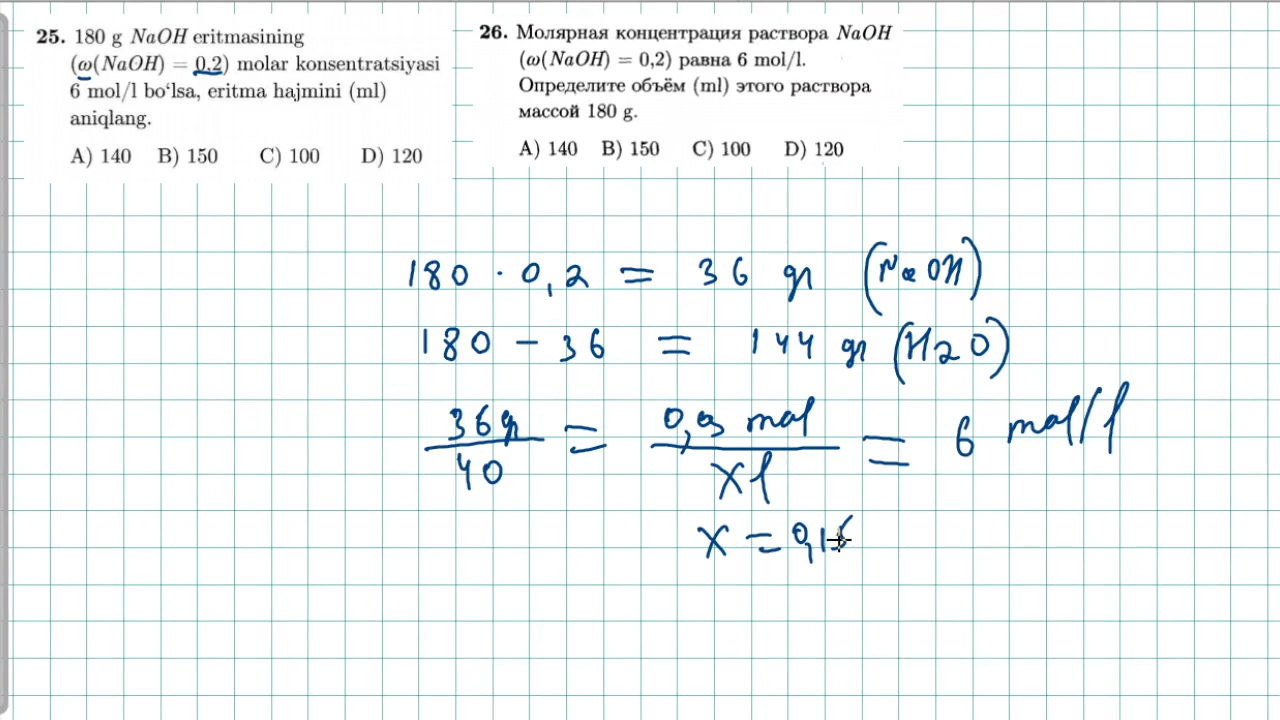 25. 180 g NaOH eritmasining
(ω(NaOH) = 0,2) molar konsentratsiyasi
6 mol/l bo‘lsa, eritma hajmini (ml)
aniqlang.
A) 140 B) 150 C) 100 D) 120
26. Молярная концентрация раствора NaOH
(ω(NaOH) = 0,2) равна 6 mol/l.
Определите объём (ml) этого раствора
массой 180 g.
A) 140 B) 150 C) 100 D) 120
180 · 0,2 = 36 gr (NaOH)
180 − 36 = 144 gr (H2O)
36 gr / 40 = 0,9 mol / x l = 6 mol/l
x = 0,15